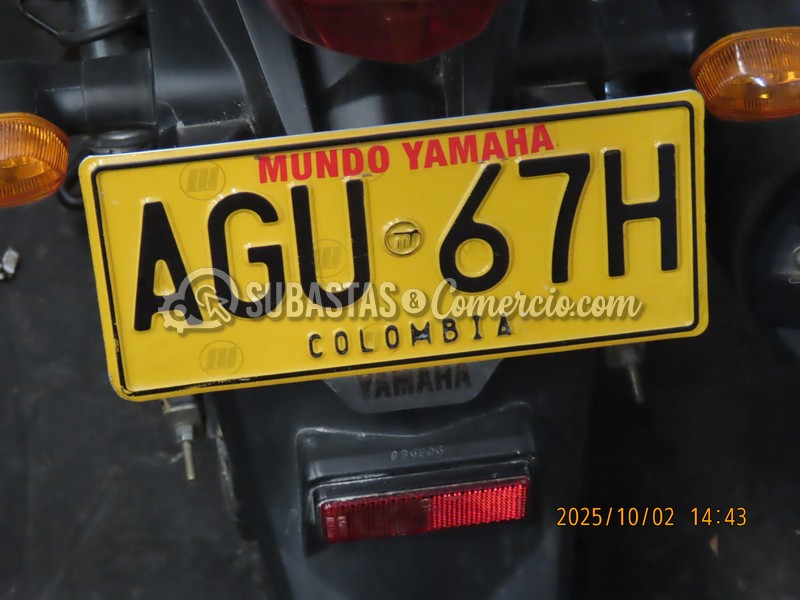 MUNDO YAMAHA
AGU 67H
SUBASTAS&Comercio.com
COLOMBIA
YAMAHA
2025/10/02 14:43